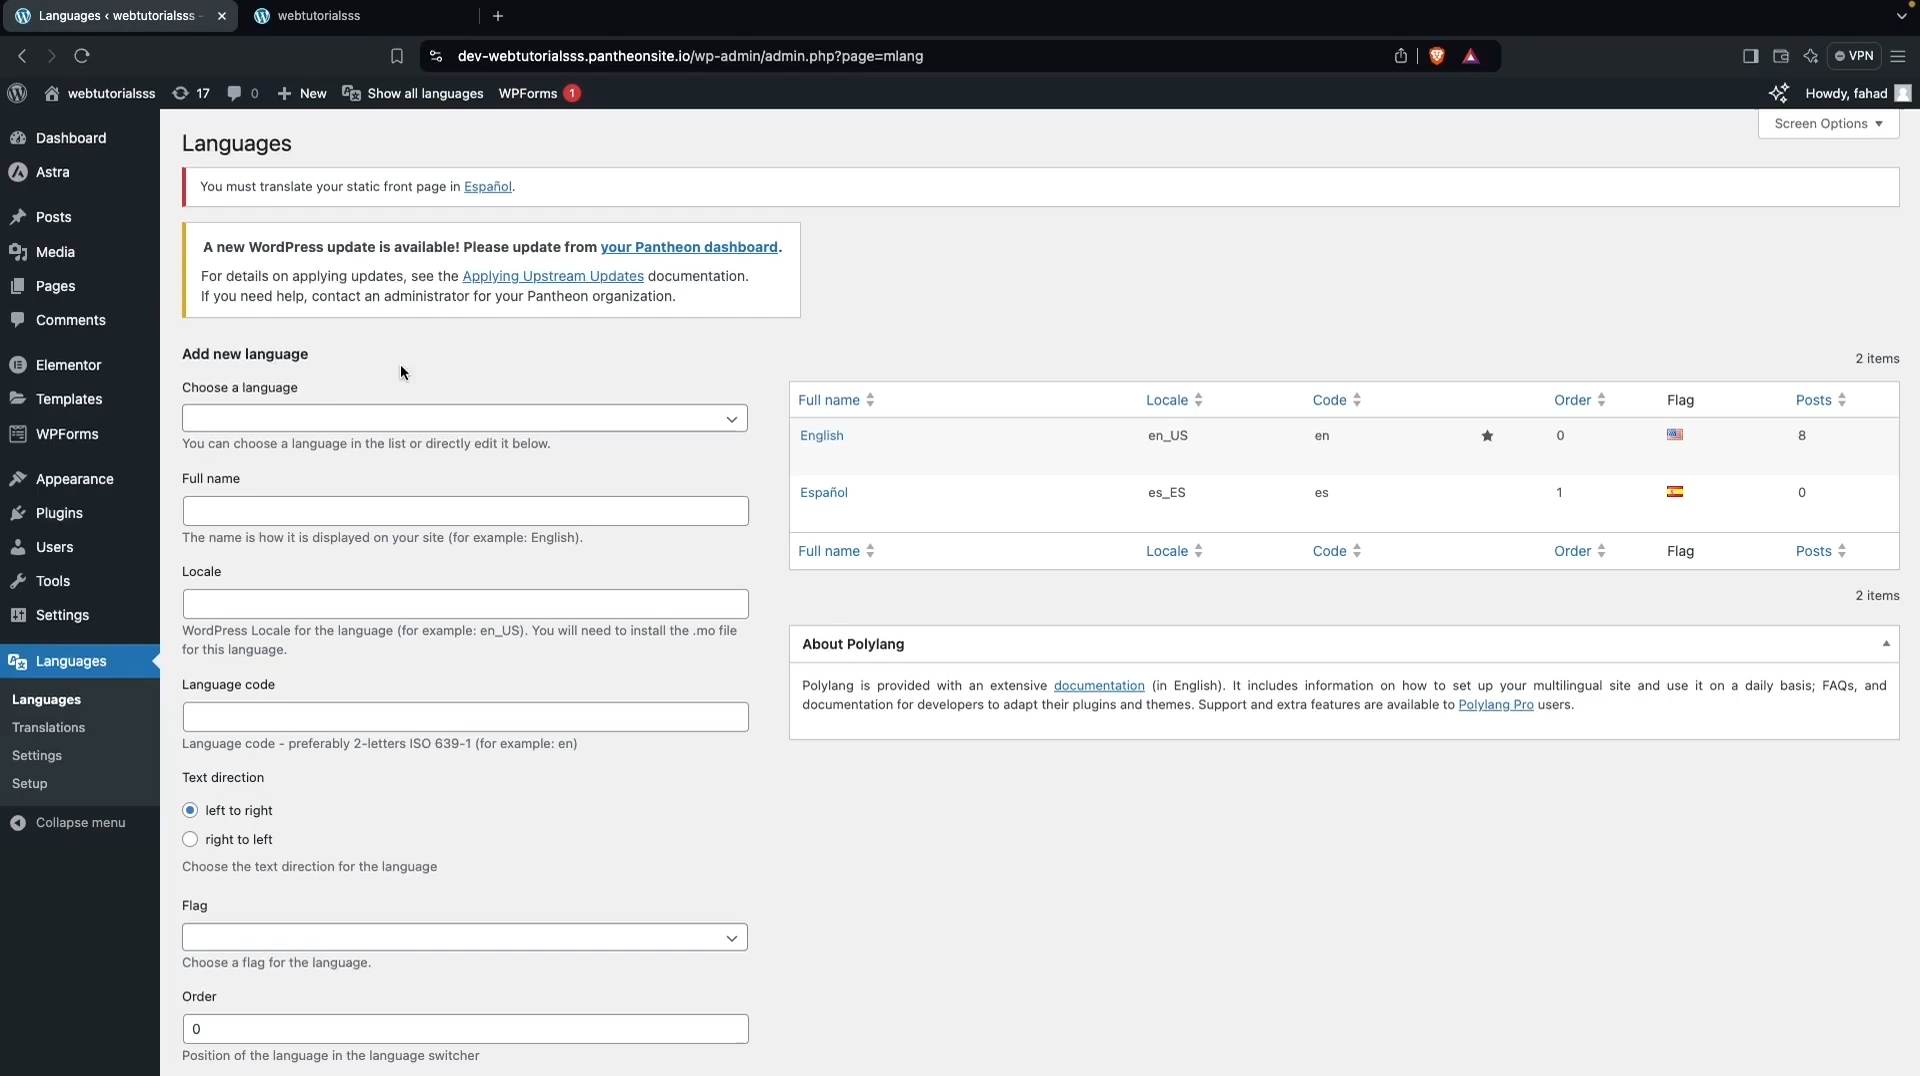 Languages ‹ webtutorialsss -
webtutorialsss
dev-webtutorialsss.pantheonsite.io/wp-admin/admin.php?page=mlang
VPN
webtutorialsss
17
0
New
Show all languages
WPForms
1
Howdy, fahad
Dashboard
Astra
Posts
Media
Pages
Comments
Elementor
Templates
WPForms
Appearance
Plugins
Users
Tools
Settings
Languages
Languages
Translations
Settings
Setup
Collapse menu
Screen Options
Languages
You must translate your static front page in Español.
A new WordPress update is available! Please update from your Pantheon dashboard.
For details on applying updates, see the Applying Upstream Updates documentation.
If you need help, contact an administrator for your Pantheon organization.
Add new language
Choose a language
You can choose a language in the list or directly edit it below.
Full name
The name is how it is displayed on your site (for example: English).
Locale
WordPress Locale for the language (for example: en_US). You will need to install the .mo file
for this language.
Language code
Language code - preferably 2-letters ISO 639-1 (for example: en)
Text direction
left to right
right to left
Choose the text direction for the language
Flag
Choose a flag for the language.
Order
0
Position of the language in the language switcher
2 items
Full name Locale Code Order Flag Posts
English en_US en 0 8
Español es_ES es 1 0
Full name Locale Code Order Flag Posts
2 items
About Polylang
Polylang is provided with an extensive documentation (in English). It includes information on how to set up your multilingual site and use it on a daily basis; FAQs, and
documentation for developers to adapt their plugins and themes. Support and extra features are available to Polylang Pro users.